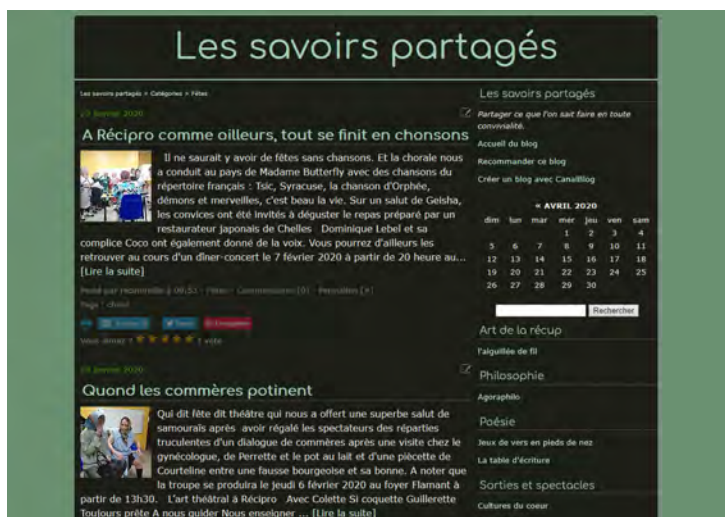 Les savoirs partagés
Les savoirs partagés > Catégories > Fêtes
23 janvier 2020
A Récipro comme ailleurs, tout se finit en chansons
Il ne saurait y avoir de fêtes sans chansons. Et la chorale nous
a conduit au pays de Madame Butterfly avec des chansons du
répertoire français : Tsic, Syracuse, la chanson d'Orphée,
démons et merveilles, c'est beau la vie. Sur un salut de Geisha,
les convices ont été invités à déguster le repas préparé par un
restaurateur japonais de Chelles Dominique Lebel et sa
complice Coco ont également donné de la voix. Vous pourrez d'ailleurs les
retrouver au cours d'un dîner-concert le 7 février 2020 à partir de 20 heure au...
[Lire la suite]
Vous aimez ?
1 vote
janvier 2020
Quand les commères potinent
Qui dit fête dit théâtre qui nous a offert une superbe salut de
samouraïs après avoir régalé les spectateurs des réparties
truculentes d'un dialogue de commères après une visite chez le
gynécologue, de Perrette et le pot au lait et d'une piècette de
Courteline entre une fausse bourgeoise et sa bonne. A noter que
la troupe se produira le jeudi 6 février 2020 au foyer Flamant à
partir de 13h30. L'art théâtral à Récipro Avec Colette Si coquette Guillerette
Toujours prête A nous guider Nous enseigner ... [Lire la suite]
Les savoirs partagés
Partager ce que l'on sait faire en toute
convivialité.
Accueil du blog
Recommander ce blog
Créer un blog avec CanalBlog
« AVRIL 2020
dim lun mar mer jeu ven sam
1 2 3 4
5 6 7 8 9 10 11
12 13 14 15 16 17 18
19 20 21 22 23 24 25
26 27 28 29 30
Rechercher
Art de la récup
l'aiguillée de fil
Philosophie
Agoraphilo
Poésie
Jeux de vers en pieds de nez
La table d'écriture
Sorties et spectacles
Cultures du coeur